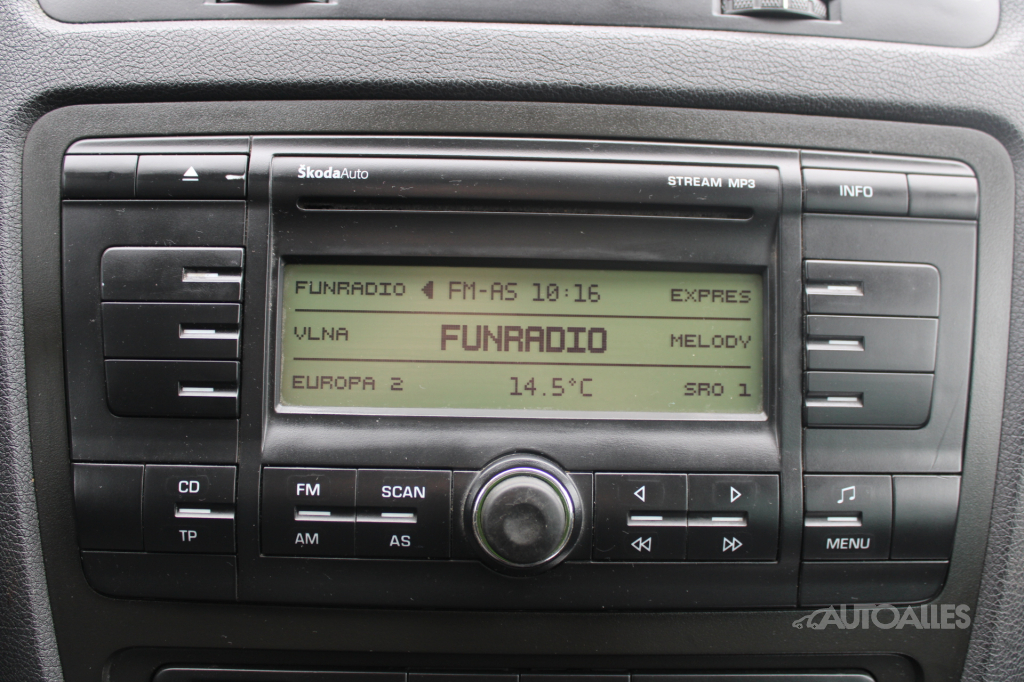 ŠkodaAuto
STREAM MP3
INFO
FUNRADIO FM-AS 10:16 EXPRES
VLNA FUNRADIO MELODY
EUROPA 2 14.5°C SRO 1
CD FM SCAN
TP AM AS MENU
AUTOALLES